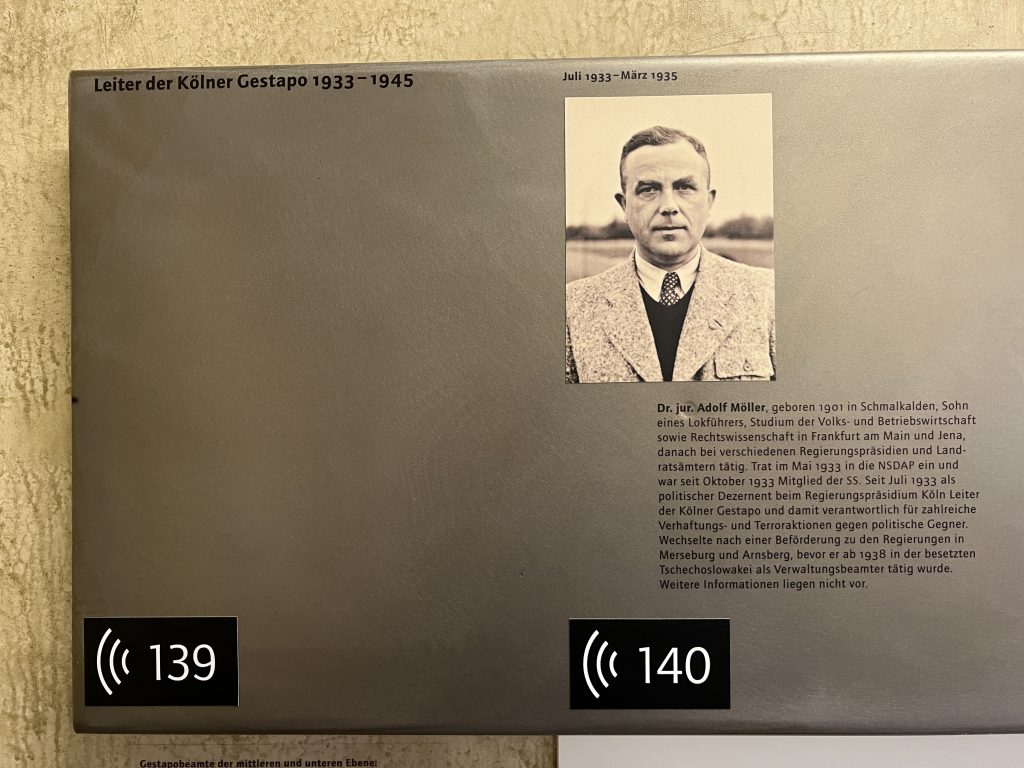 Leiter der Kölner Gestapo 1933–1945
Juli 1933–März 1935
Dr. jur. Adolf Möller, geboren 1901 in Schmalkalden, Sohn
eines Lokführers, Studium der Volks- und Betriebswirtschaft
sowie Rechtswissenschaft in Frankfurt am Main und Jena,
danach bei verschiedenen Regierungspräsidien und Land-
ratsämtern tätig. Trat im Mai 1933 in die NSDAP ein und
war seit Oktober 1933 Mitglied der SS. Seit Juli 1933 als
politischer Dezernent beim Regierungspräsidium Köln Leiter
der Kölner Gestapo und damit verantwortlich für zahlreiche
Verhaftungs- und Terroraktionen gegen politische Gegner.
Wechselte nach einer Beförderung zu den Regierungen in
Merseburg und Arnsberg, bevor er ab 1938 in der besetzten
Tschechoslowakei als Verwaltungsbeamter tätig wurde.
Weitere Informationen liegen nicht vor.
139
140
Gestapobeamte der mittleren und unteren Ebene: